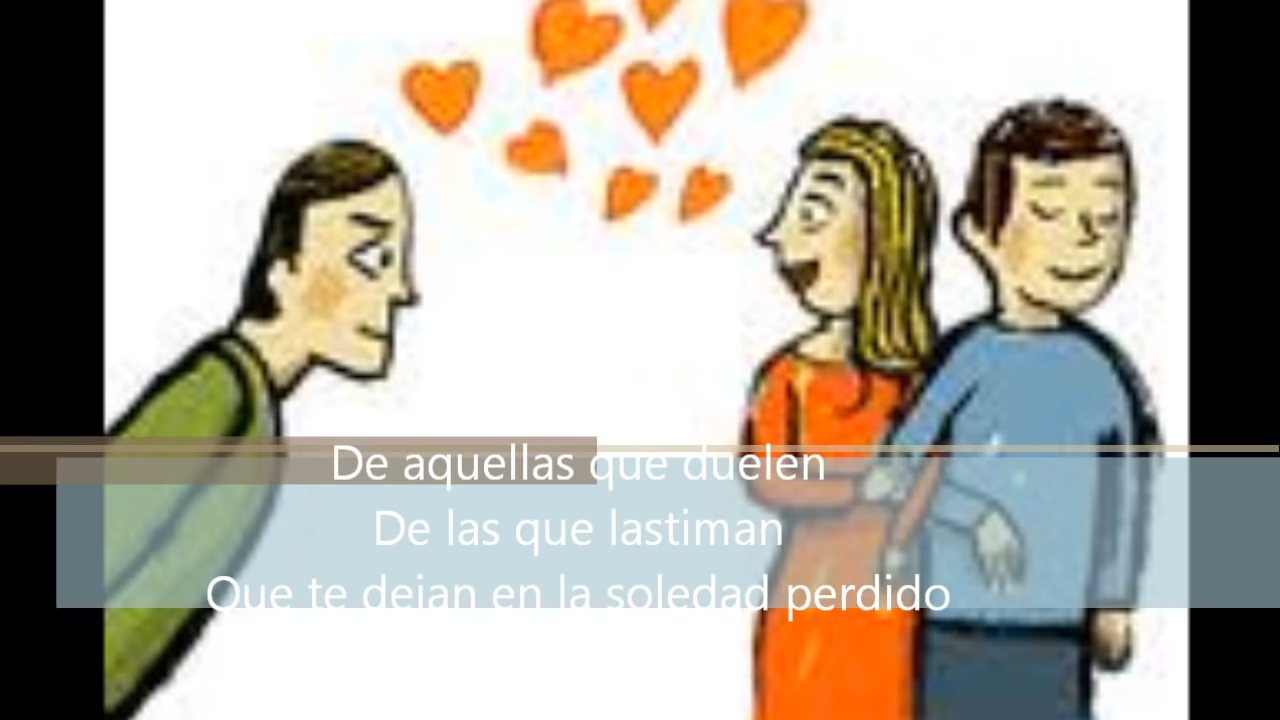 De aquellas que duelen
De las que lastiman
Que te dejan en la soledad perdido